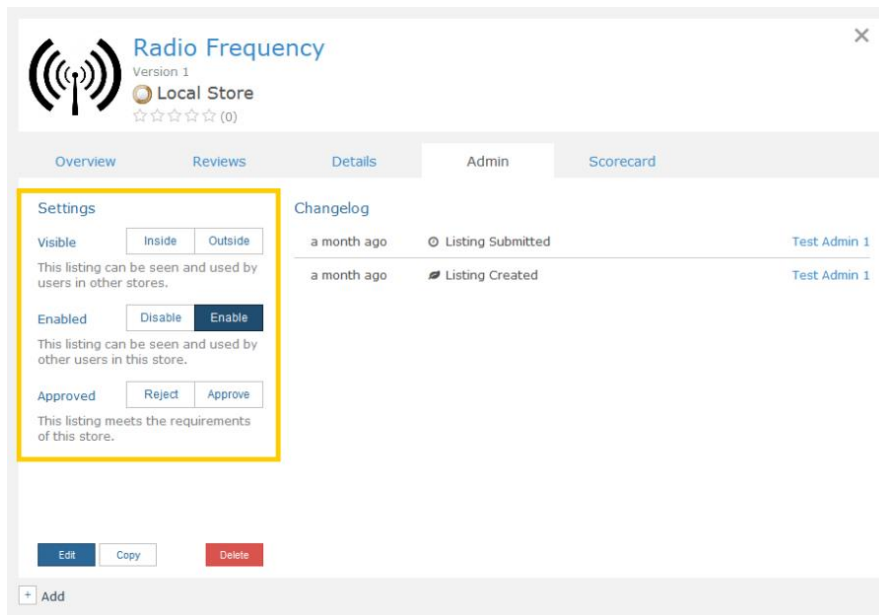 Radio Frequency
Version 1
Local Store
(0)
Overview Reviews Details Admin Scorecard
Settings
Visible Inside Outside
This listing can be seen and used by
users in other stores.
Enabled Disable Enable
This listing can be seen and used by
other users in this store.
Approved Reject Approve
This listing meets the requirements
of this store.
Edit Copy Delete
Changelog
a month ago Listing Submitted Test Admin 1
a month ago Listing Created Test Admin 1
+ Add